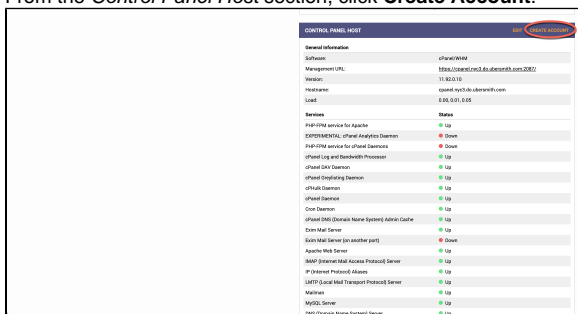 From the Control Panel Host section, click Create Account.
CONTROL PANEL HOST EDIT CREATE ACCOUNT
General Information
Software: cPanel/WHM
Management URL: https://cpanel.nyc3.do.ubersmith.com:2087/
Version: 11.92.0.10
Hostname: cpanel.nyc3.do.ubersmith.com
Load: 0.00, 0.01, 0.05
Services Status
PHP-FPM service for Apache Up
EXPERIMENTAL: cPanel Analytics Daemon Down
PHP-FPM service for cPanel Daemons Down
cPanel Log and Bandwidth Processor Up
cPanel DAV Daemon Up
cPanel Greylisting Daemon Up
cPHulk Daemon Up
cPanel Daemon Up
Cron Daemon Up
cPanel DNS (Domain Name System) Admin Cache Up
Exim Mail Server Up
Exim Mail Server (on another port) Down
Apache Web Server Up
IMAP (Internet Mail Access Protocol) Server Up
IP (Internet Protocol) Aliases Up
LMTP (Local Mail Transport Protocol) Server Up
Mailman Up
MySQL Server Up
DNS (Domain Name System) Server Up